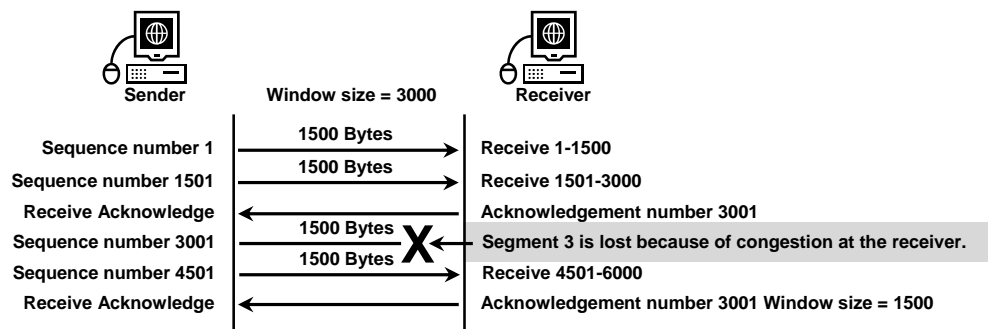 Sender
Window size = 3000
Receiver
1500 Bytes
Sequence number 1
Receive 1-1500
1500 Bytes
Sequence number 1501
Receive 1501-3000
Receive Acknowledge
Acknowledgement number 3001
1500 Bytes
Sequence number 3001
X
Segment 3 is lost because of congestion at the receiver.
1500 Bytes
Sequence number 4501
Receive 4501-6000
Receive Acknowledge
Acknowledgement number 3001 Window size = 1500